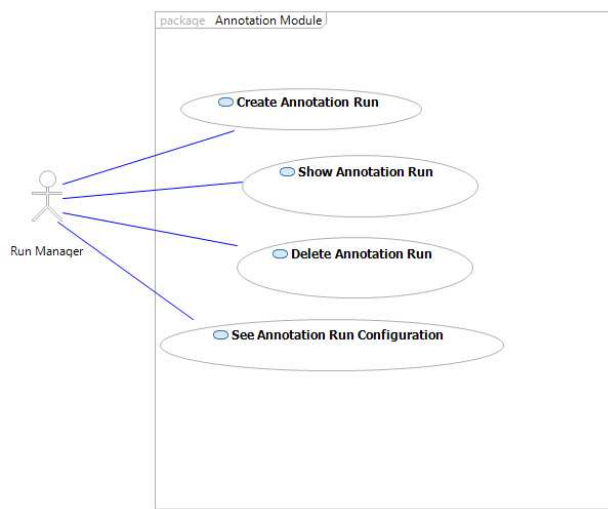 package Annotation Module
Create Annotation Run
Show Annotation Run
Delete Annotation Run
Run Manager
See Annotation Run Configuration